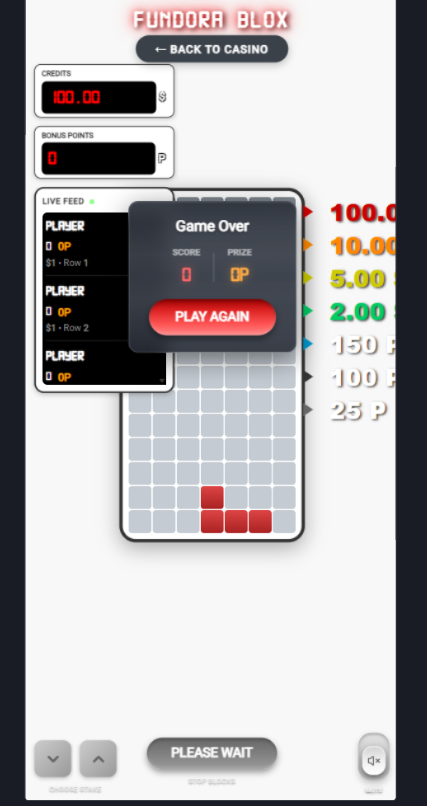 FUNDORA BLOX
← BACK TO CASINO
CREDITS
100.00 $
BONUS POINTS
0 P
LIVE FEED
PLAYER
0 0P
$1 • Row 1
PLAYER
0 0P
$1 • Row 2
PLAYER
0 0P
Game Over
SCORE PRIZE
0 0P
PLAY AGAIN
100.0
10.00
5.00
2.00
150 P
100 P
25 P
PLEASE WAIT
CHOOSE STAKE
STOP BLOCKS
MUTE